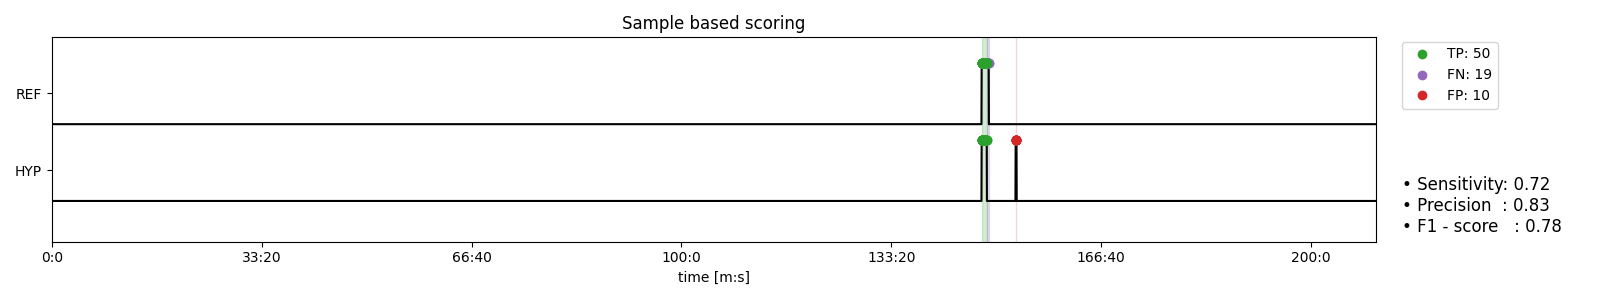 Sample based scoring
TP: 50
FN: 19
FP: 10
REF
HYP
• Sensitivity: 0.72
• Precision  : 0.83
• F1 - score   : 0.78
0:0
33:20
66:40
100:0
133:20
166:40
200:0
time [m:s]